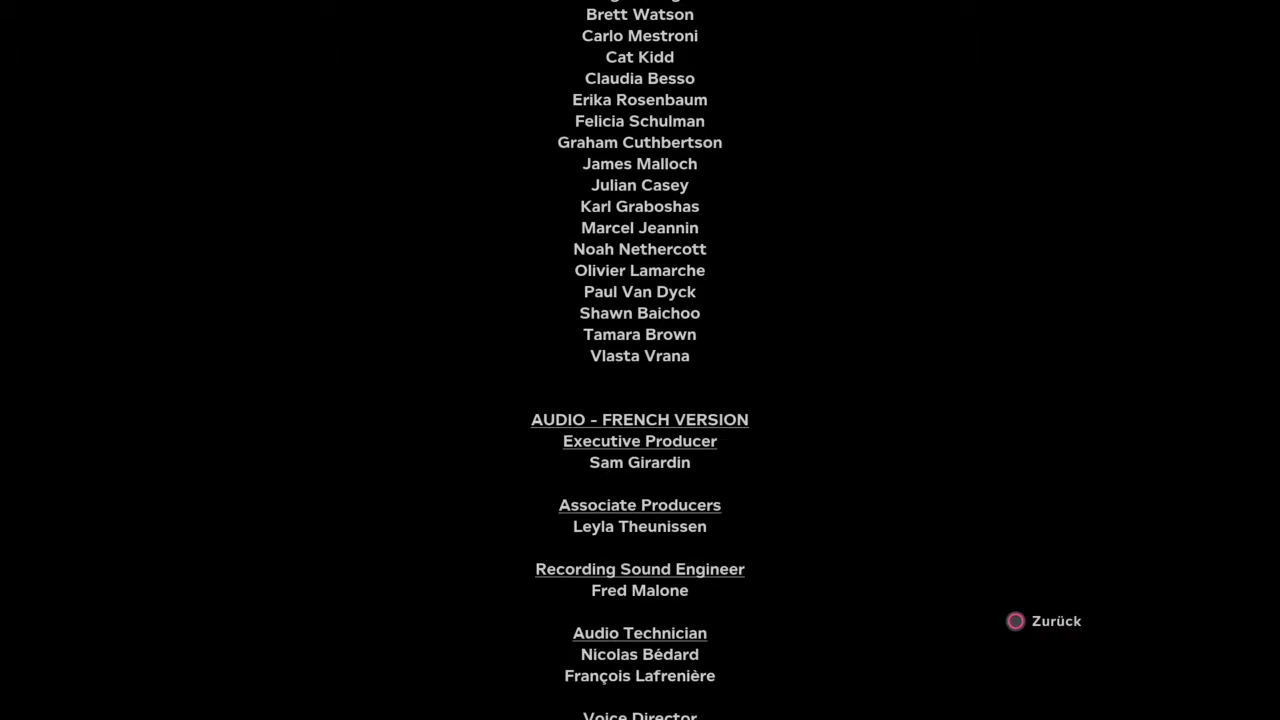 Brett Watson
Carlo Mestroni
Cat Kidd
Claudia Besso
Erika Rosenbaum
Felicia Schulman
Graham Cuthbertson
James Malloch
Julian Casey
Karl Graboshas
Marcel Jeannin
Noah Nethercott
Olivier Lamarche
Paul Van Dyck
Shawn Baichoo
Tamara Brown
Vlasta Vrana
AUDIO - FRENCH VERSION
Executive Producer
Sam Girardin
Associate Producers
Leyla Theunissen
Recording Sound Engineer
Fred Malone
Zurück
Audio Technician
Nicolas Bédard
François Lafrenière
Voice Director